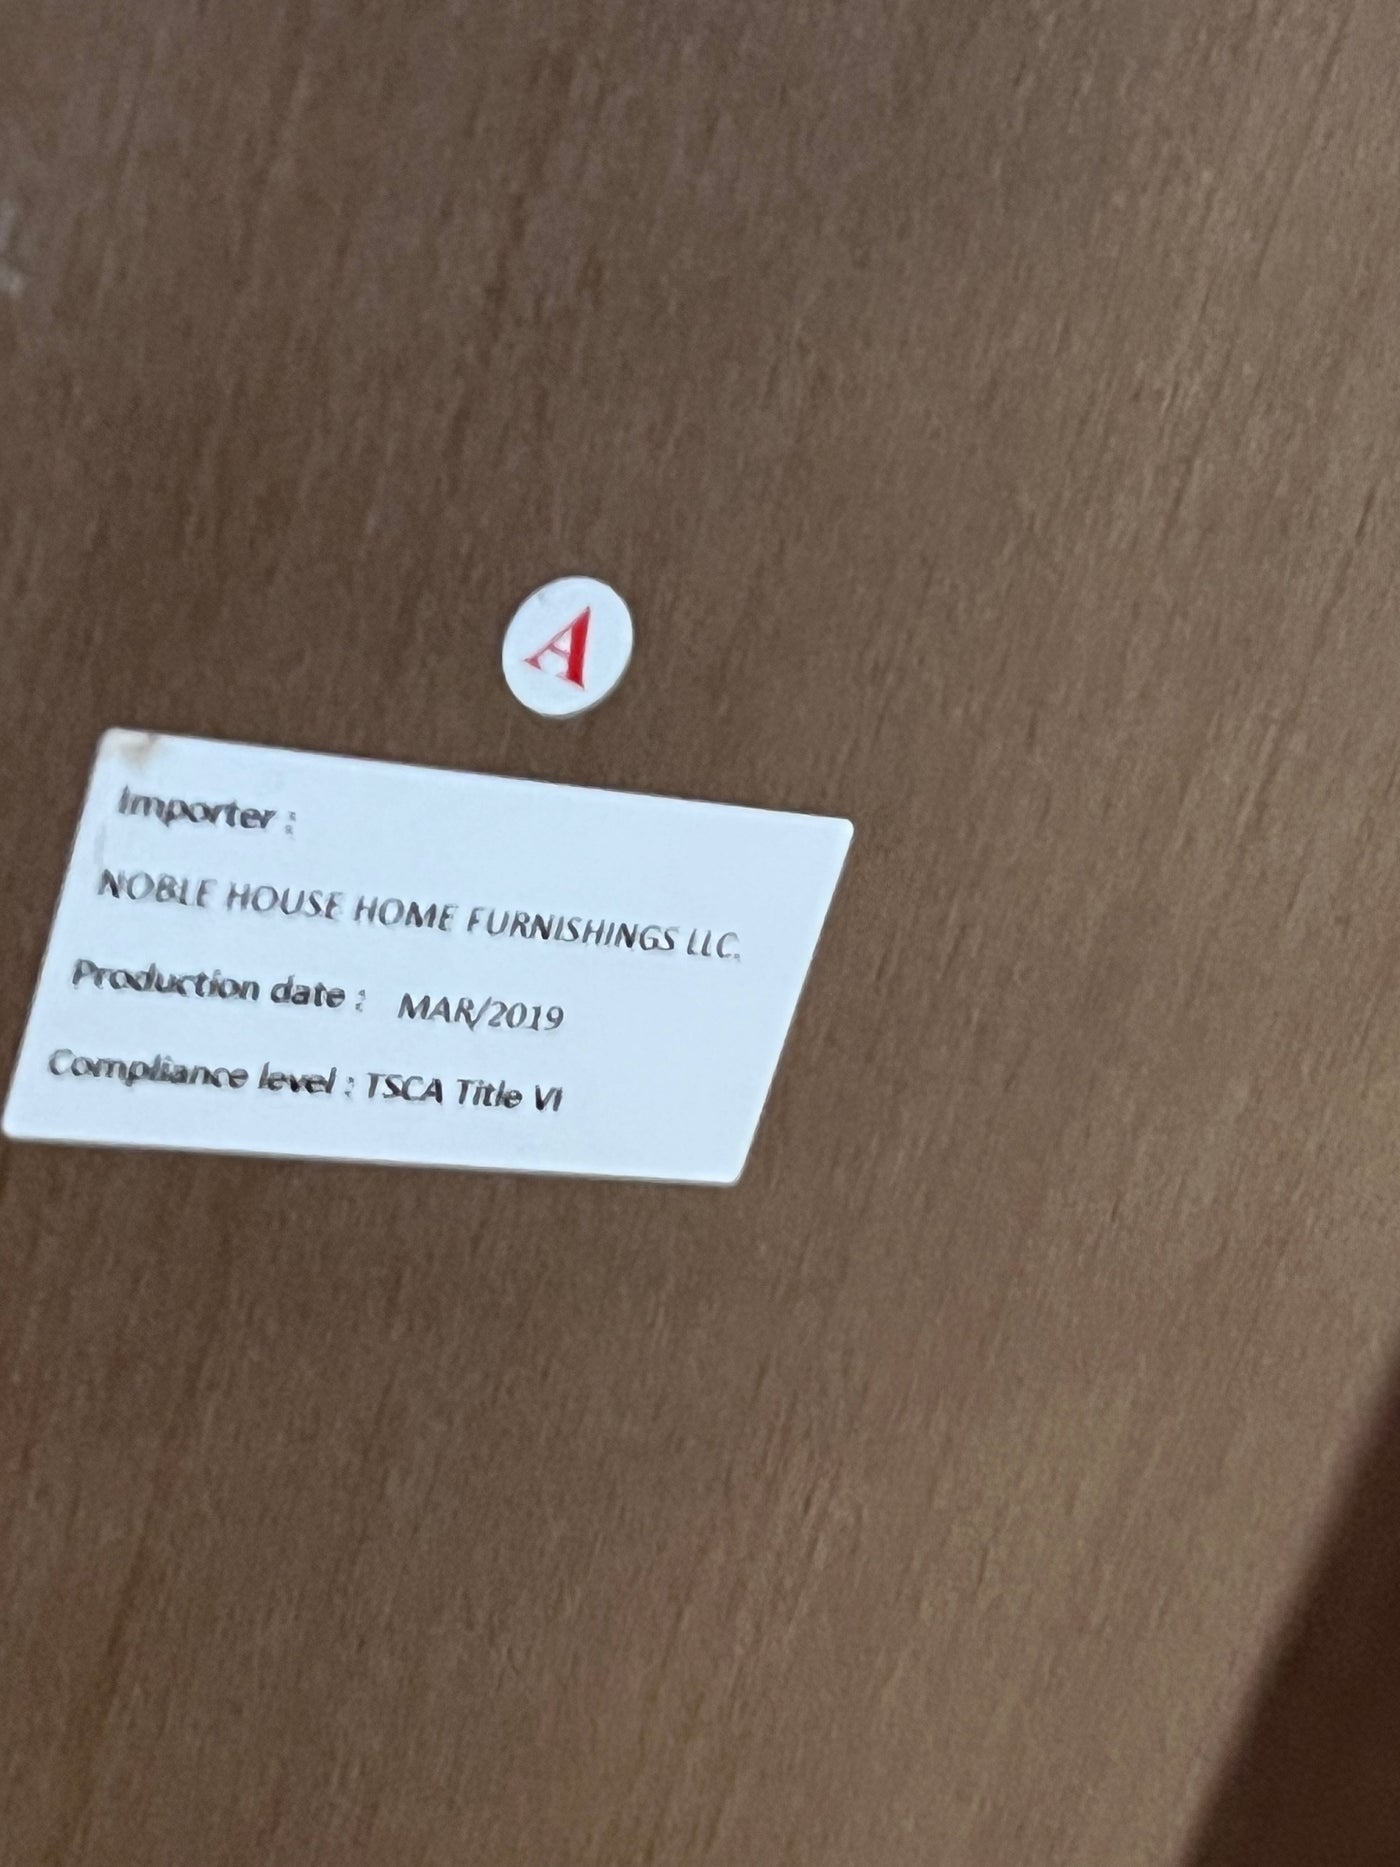 A
Importer :
NOBLE HOUSE HOME FURNISHINGS LLC.
Production date : MAR/2019
Compliance level : TSCA Title VI